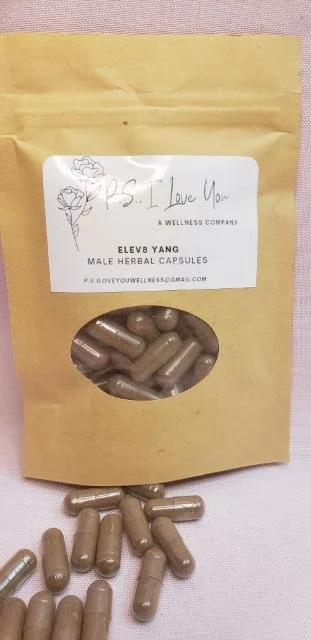 P.S.. I Love You
A WELLNESS COMPANY
ELEV8 YANG
MALE HERBAL CAPSULES
P.S.ILOVEYOUWELLNESS@GMAIL.COM